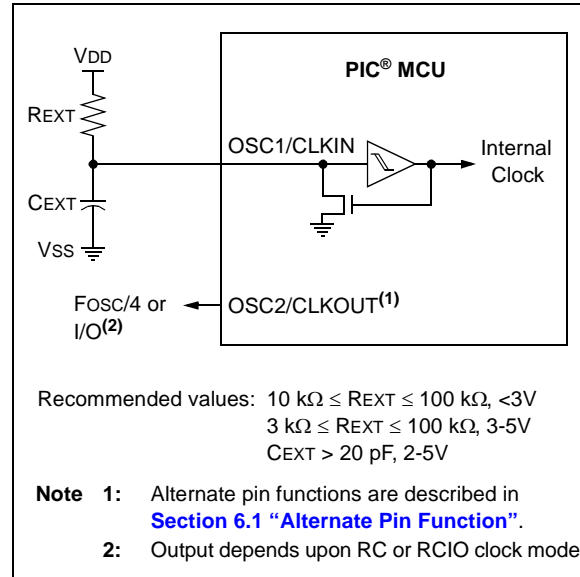 VDD
PIC® MCU
REXT
OSC1/CLKIN
Internal
Clock
CEXT
VSS
FOSC/4 or
I/O(2)
OSC2/CLKOUT(1)
Recommended values: 10 kΩ ≤ REXT ≤ 100 kΩ, <3V
3 kΩ ≤ REXT ≤ 100 kΩ, 3-5V
CEXT > 20 pF, 2-5V
Note 1: Alternate pin functions are described in
Section 6.1 “Alternate Pin Function”.
2: Output depends upon RC or RCIO clock mode